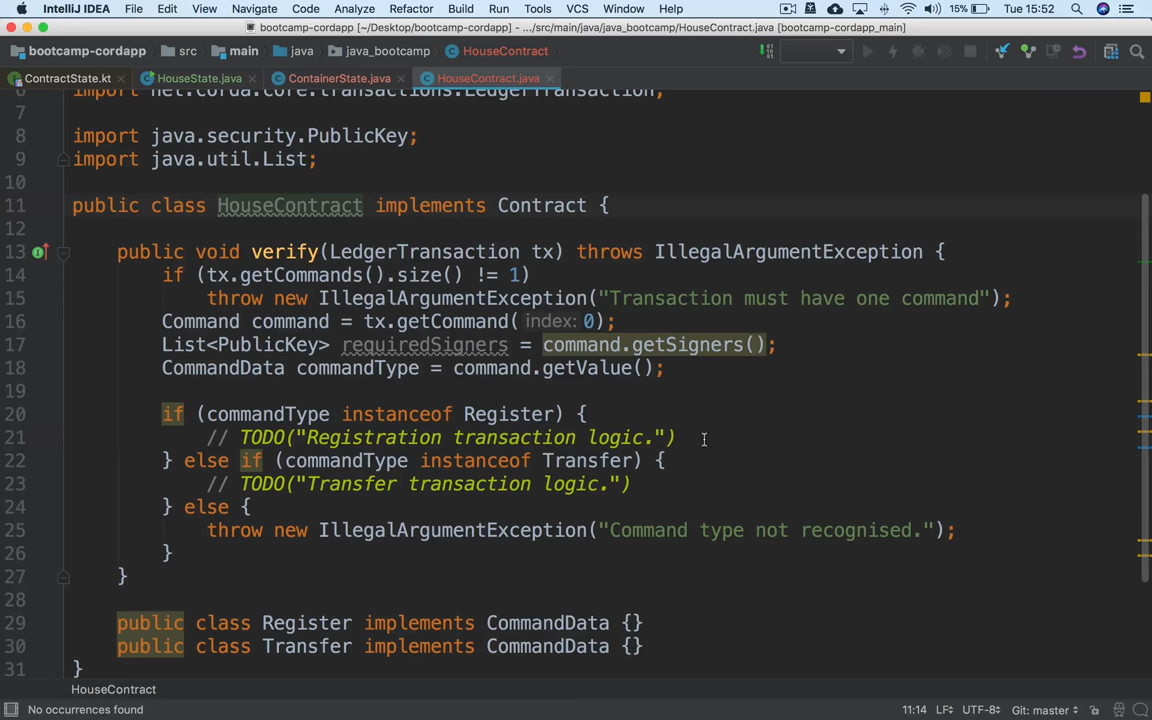 IntelliJ IDEA File Edit View Navigate Code Analyze Refactor Build Run Tools VCS Window Help 15% Tue 15:52
bootcamp-cordapp [~/Desktop/bootcamp-cordapp] - .../src/main/java/java_bootcamp/HouseContract.java [bootcamp-cordapp_main]
bootcamp-cordapp src main java java_bootcamp HouseContract
ContractState.kt HouseState.java ContainerState.java HouseContract.java
6 import net.corda.core.transactions.LedgerTransaction;
7
8 import java.security.PublicKey;
9 import java.util.List;
10
11 public class HouseContract implements Contract {
12
13 public void verify(LedgerTransaction tx) throws IllegalArgumentException {
14 if (tx.getCommands().size() != 1)
15 throw new IllegalArgumentException("Transaction must have one command");
16 Command command = tx.getCommand( index: 0);
17 List<PublicKey> requiredSigners = command.getSigners();
18 CommandData commandType = command.getValue();
19
20 if (commandType instanceof Register) {
21 // TODO("Registration transaction logic.")
22 } else if (commandType instanceof Transfer) {
23 // TODO("Transfer transaction logic.")
24 } else {
25 throw new IllegalArgumentException("Command type not recognised.");
26 }
27 }
28
29 public class Register implements CommandData {}
30 public class Transfer implements CommandData {}
31 }
HouseContract
No occurrences found 11:14 LF UTF-8 Git: master